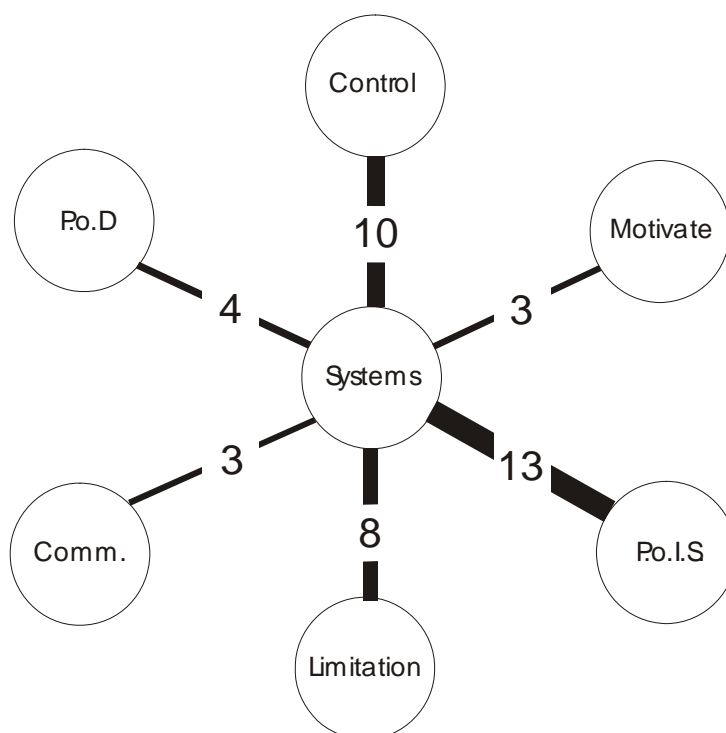 Control
P.o.D
Motivate
10
4
3
Systems
3
13
8
Comm.
P.o.I.S.
Limitation